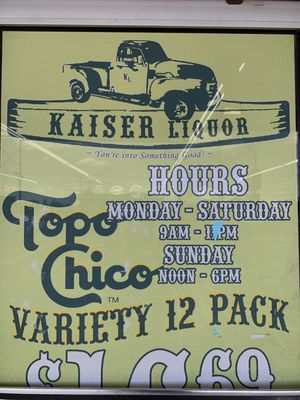 KL
KAISER LIQUOR
~ You're into Something Good! ~
HOURS
MONDAY - SATURDAY
9AM - 11PM
SUNDAY
NOON - 6PM
Topo
Chico
TM
VARIETY 12 PACK